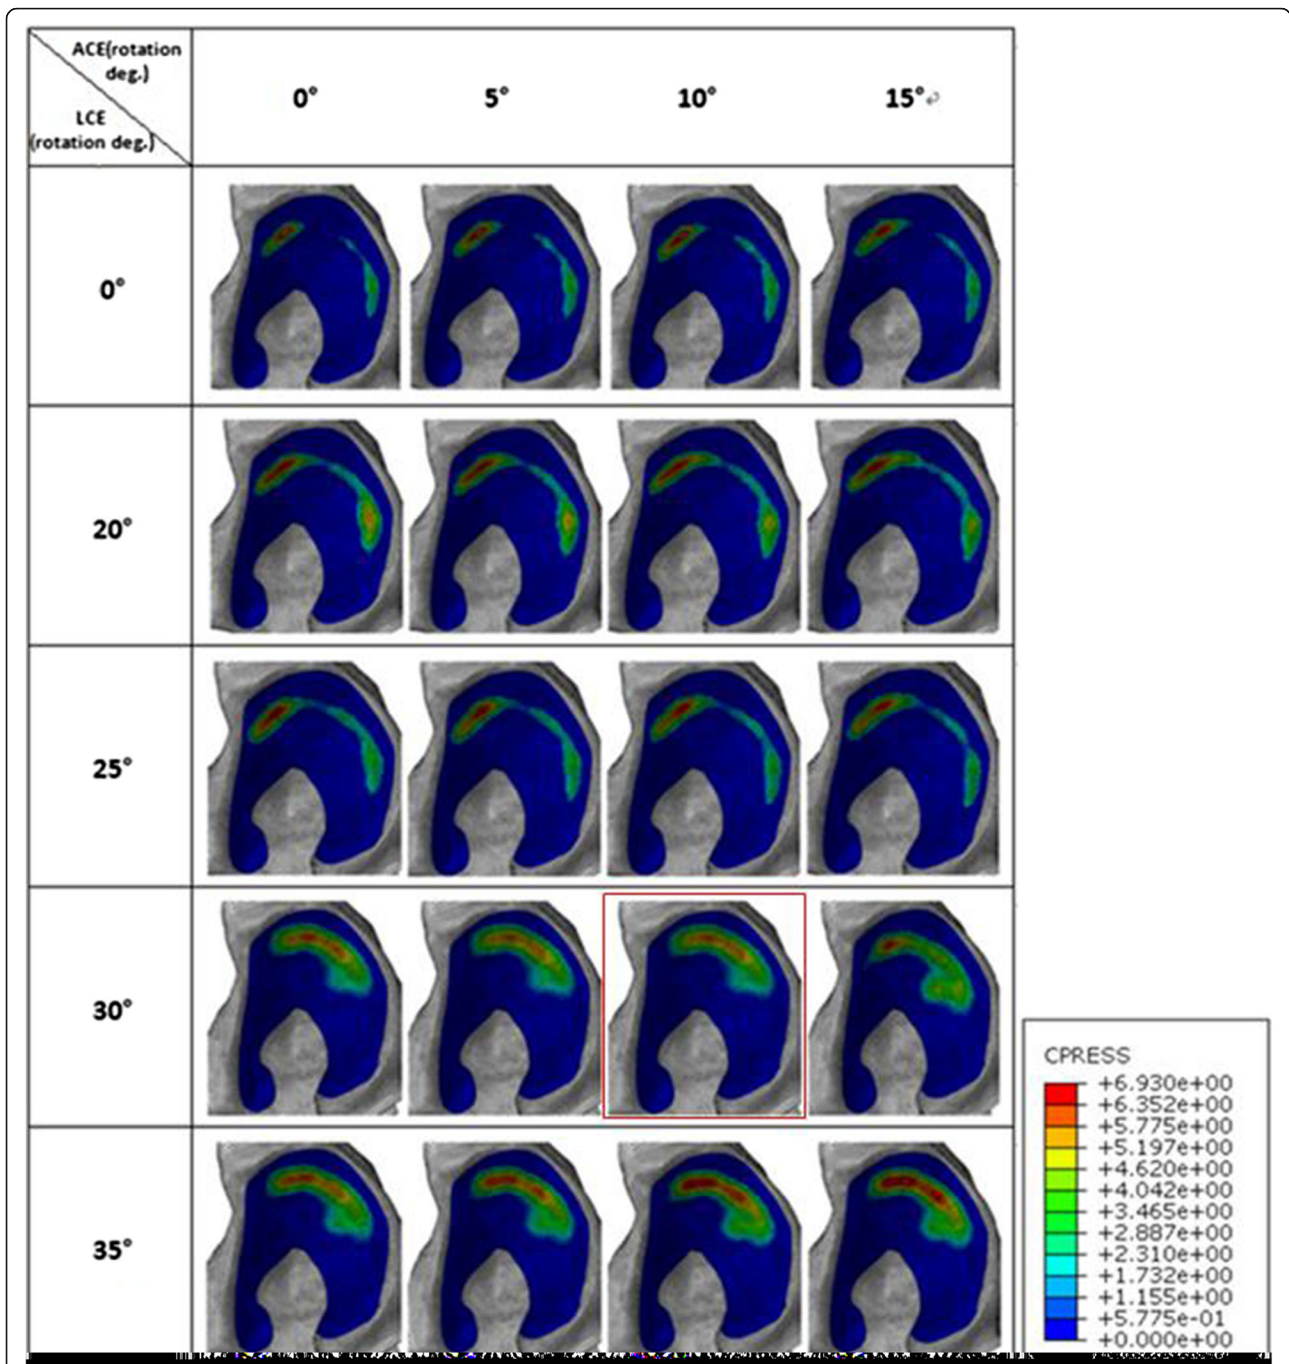 ACE(rotation
deg.)
LCE
(rotation deg.)
0° 5° 10° 15°
0°
20°
25°
30°
35°
CPRESS
+6.930e+00
+6.352e+00
+5.775e+00
+5.197e+00
+4.620e+00
+4.042e+00
+3.465e+00
+2.887e+00
+2.310e+00
+1.732e+00
+1.155e+00
+5.775e-01
+0.000e+00